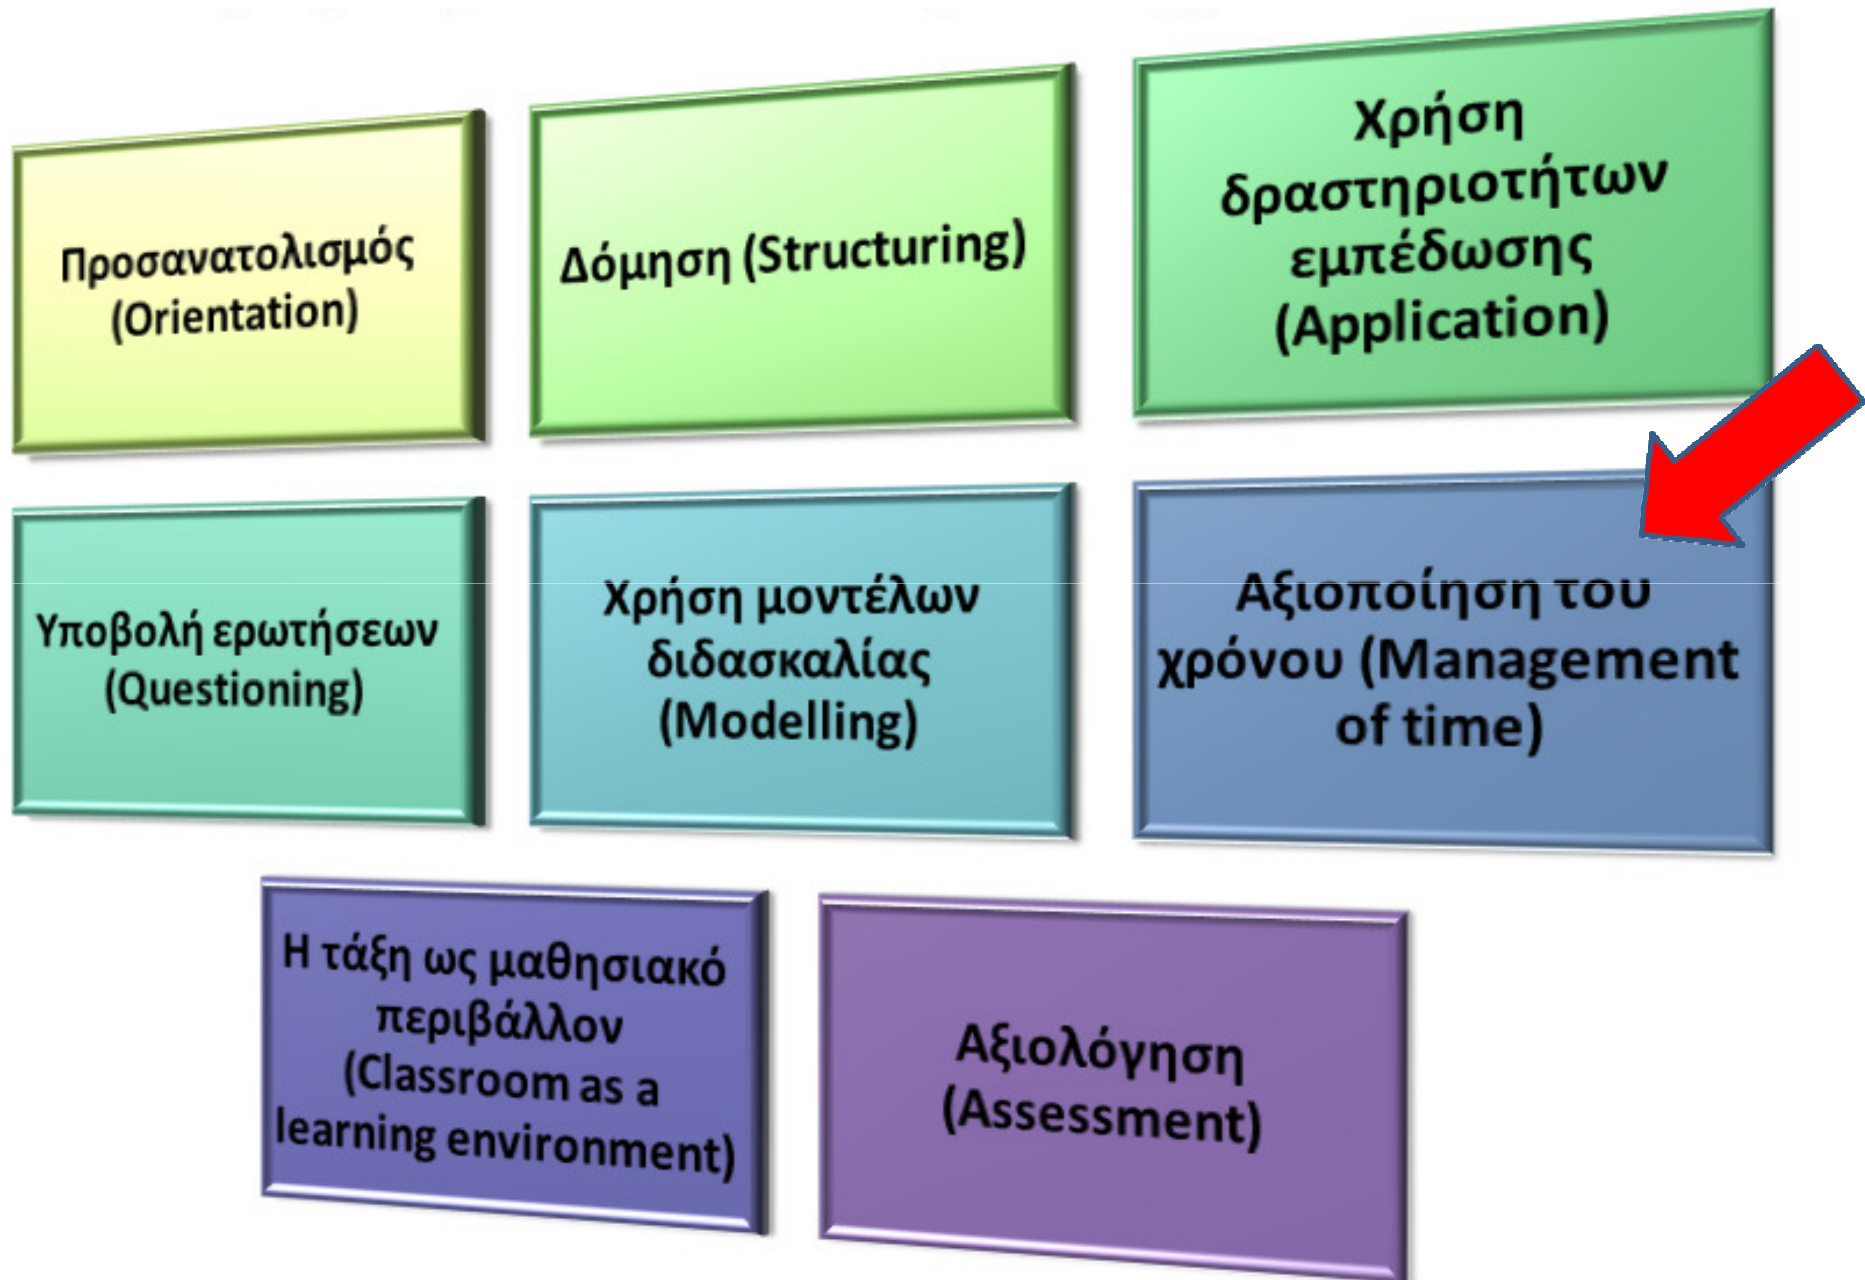 Προσανατολισμός
(Orientation)
Δόμηση (Structuring)
Χρήση
δραστηριοτήτων
εμπέδωσης
(Application)
Υποβολή ερωτήσεων
(Questioning)
Χρήση μοντέλων
διδασκαλίας
(Modelling)
Αξιοποίηση του
χρόνου (Management
of time)
Η τάξη ως μαθησιακό
περιβάλλον
(Classroom as a
learning environment)
Αξιολόγηση
(Assessment)